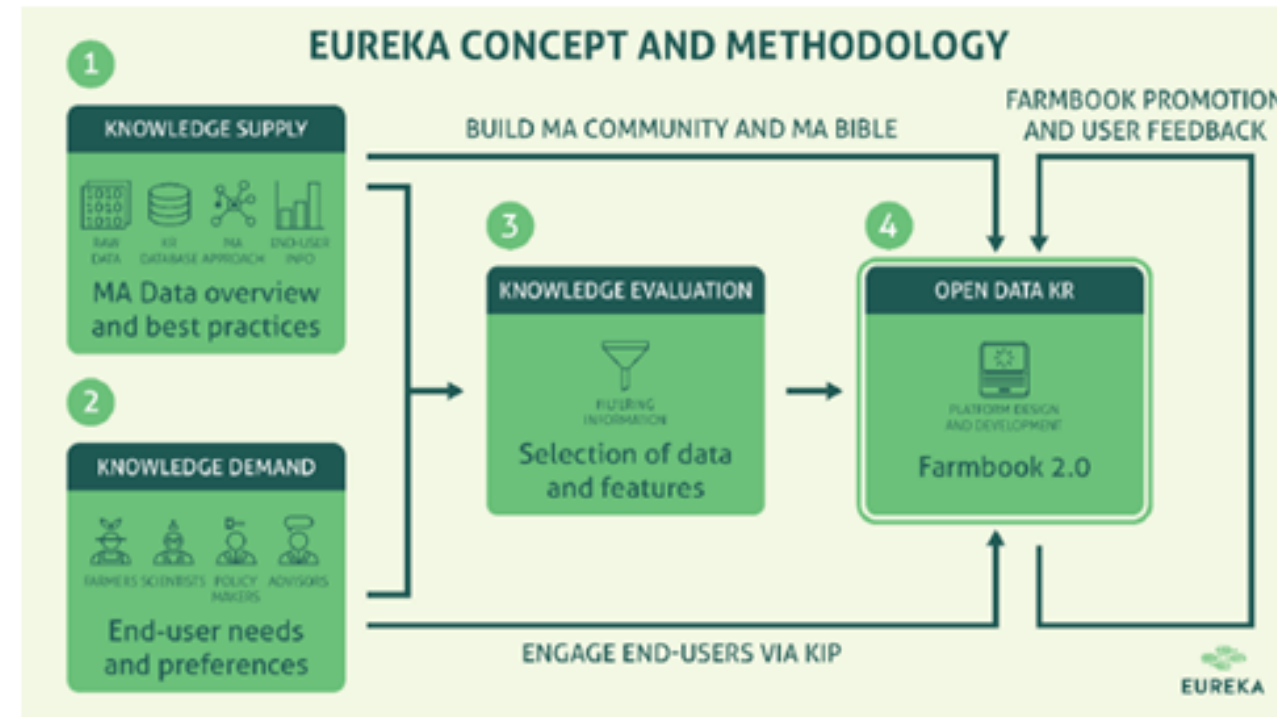 EUREKA CONCEPT AND METHODOLOGY
1
KNOWLEDGE SUPPLY
1010
1010
1010
RAW DATA
KR DATABASE
MA APPROACH
END-USER INFO
MA Data overview
and best practices
2
KNOWLEDGE DEMAND
FARMERS
SCIENTISTS
POLICY MAKERS
ADVISORS
End-user needs
and preferences
BUILD MA COMMUNITY AND MA BIBLE
3
KNOWLEDGE EVALUATION
FILTERING
INFORMATION
Selection of data
and features
ENGAGE END-USERS VIA KIP
FARMBOOK PROMOTION
AND USER FEEDBACK
4
OPEN DATA KR
PLATFORM DESIGN
AND DEVELOPMENT
Farmbook 2.0
EUREKA